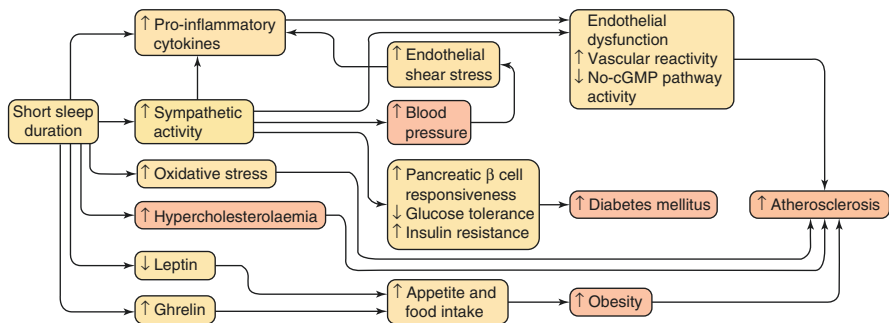 Short sleep
duration
↑ Pro-inflammatory
cytokines
↑ Sympathetic
activity
↑ Oxidative stress
↑ Hypercholesterolaemia
↓ Leptin
↑ Ghrelin
↑ Endothelial
shear stress
↑ Blood
pressure
↑ Pancreatic β cell
responsiveness
↓ Glucose tolerance
↑ Insulin resistance
↑ Appetite and
food intake
Endothelial
dysfunction
↑ Vascular reactivity
↓ No-cGMP pathway
activity
↑ Diabetes mellitus
↑ Obesity
↑ Atherosclerosis